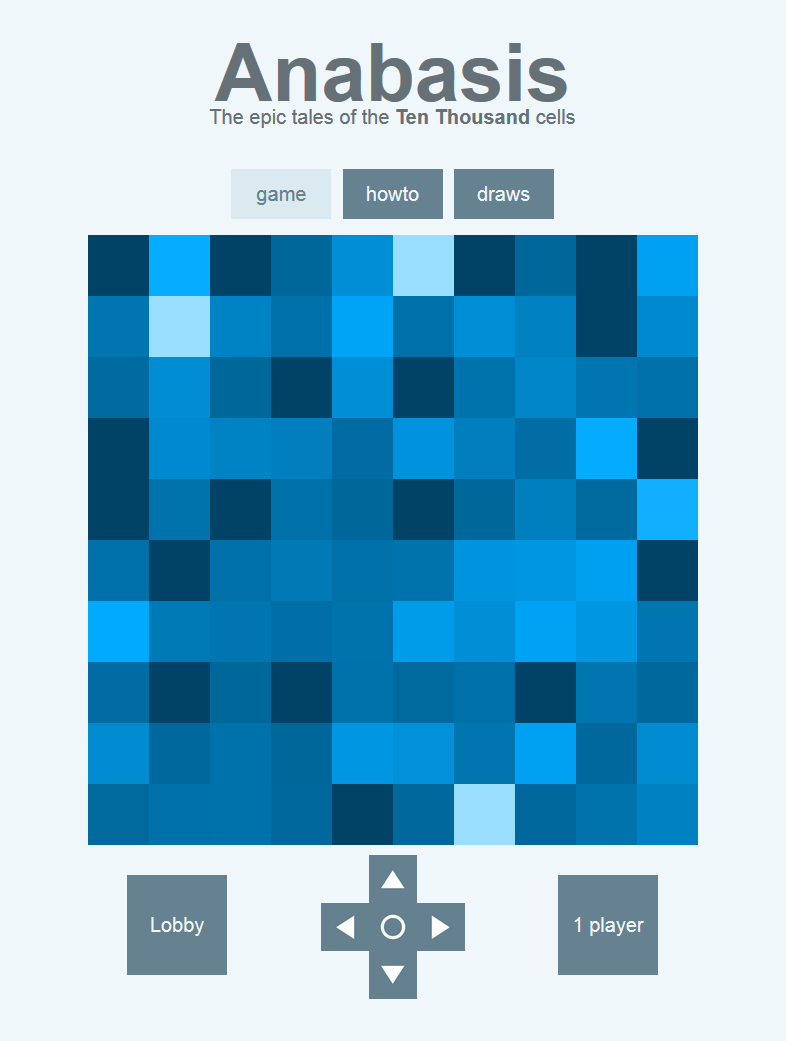 Anabasis
The epic tales of the Ten Thousand cells
game howto draws
Lobby
1 player